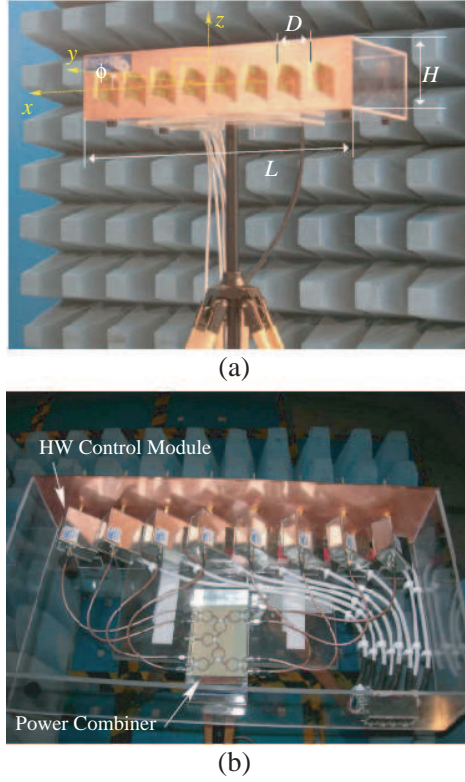 z
D
y
ϕ
H
x
L
(a)
HW Control Module
Power Combiner
(b)